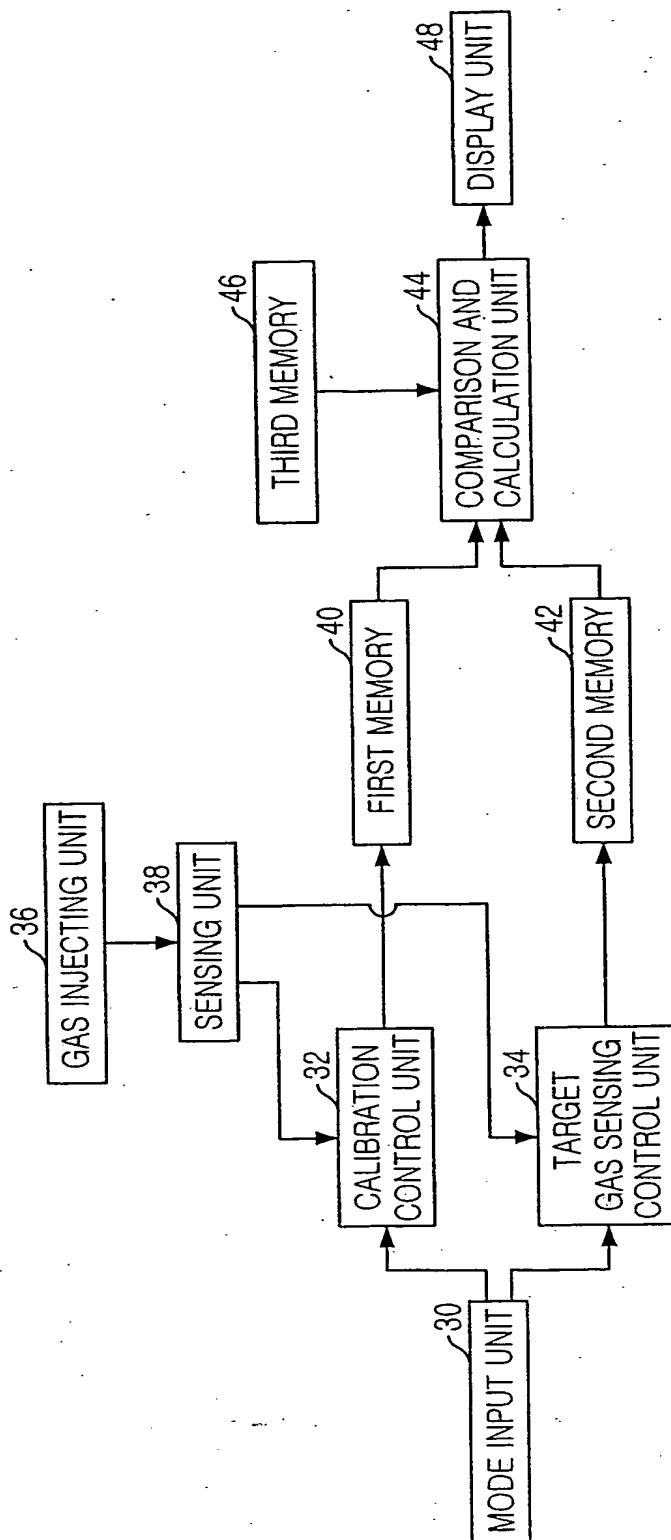 36
GAS INJECTING UNIT
38
SENSING UNIT
30
MODE INPUT UNIT
32
CALIBRATION
CONTROL UNIT
34
TARGET
GAS SENSING
CONTROL UNIT
40
FIRST MEMORY
42
SECOND MEMORY
46
THIRD MEMORY
44
COMPARISON AND
CALCULATION UNIT
48
DISPLAY UNIT